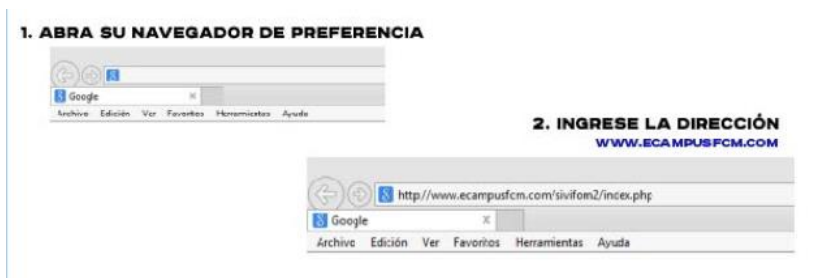 1. ABRA SU NAVEGADOR DE PREFERENCIA
Google
Archivo Edición Ver Favoritos Herramientas Ayuda
2. INGRESE LA DIRECCIÓN
WWW.ECAMPUSFCM.COM
http://www.ecampusfcm.com/sivifom2/index.php
Google
Archivo Edición Ver Favoritos Herramientas Ayuda